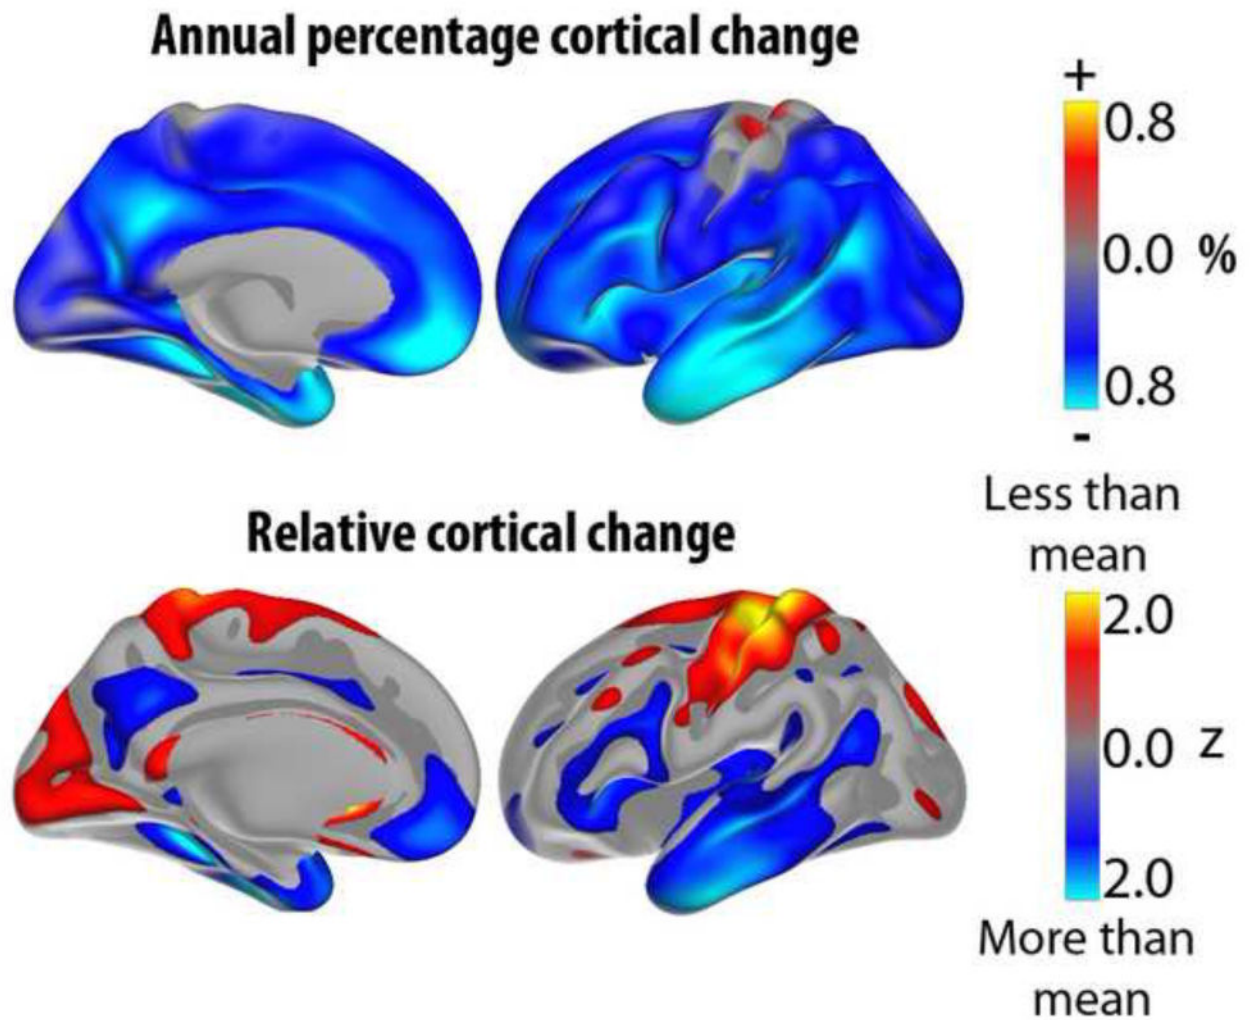 Annual percentage cortical change
+
0.8
0.0 %
0.8
-
Less than
mean
Relative cortical change
2.0
0.0 Z
2.0
More than
mean